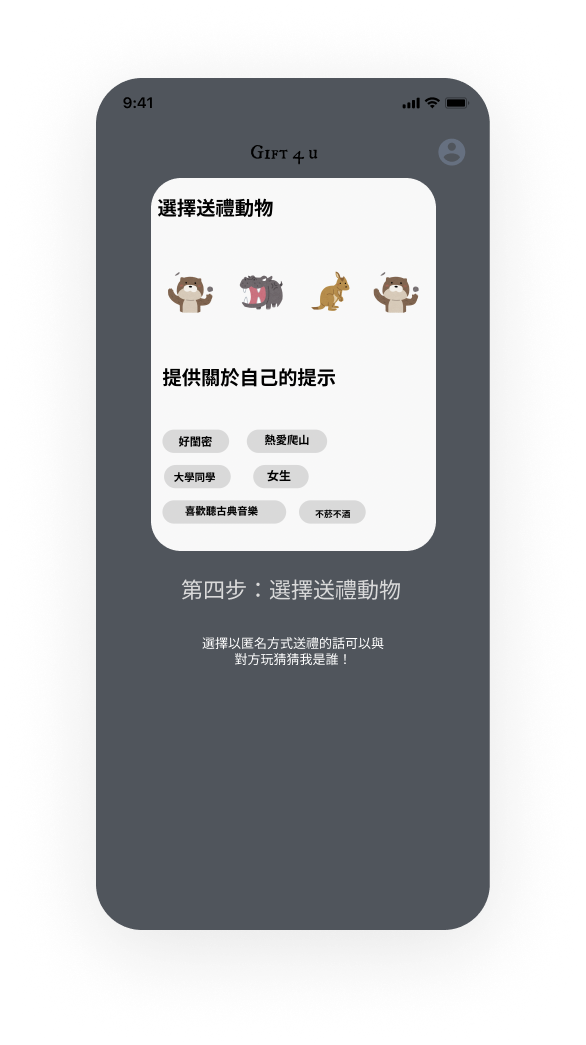 9:41
Gift 4 u
選擇送禮動物
提供關於自己的提示
好閨密
熱愛爬山
大學同學
女生
喜歡聽古典音樂
不菸不酒
第四步：選擇送禮動物
選擇以匿名方式送禮的話可以與
對方玩猜猜我是誰！